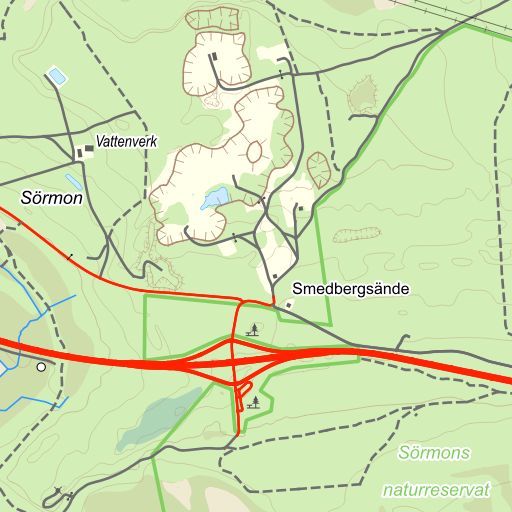 Vattenverk
Sörmon
Smedbergsände
Sörmons
naturreservat